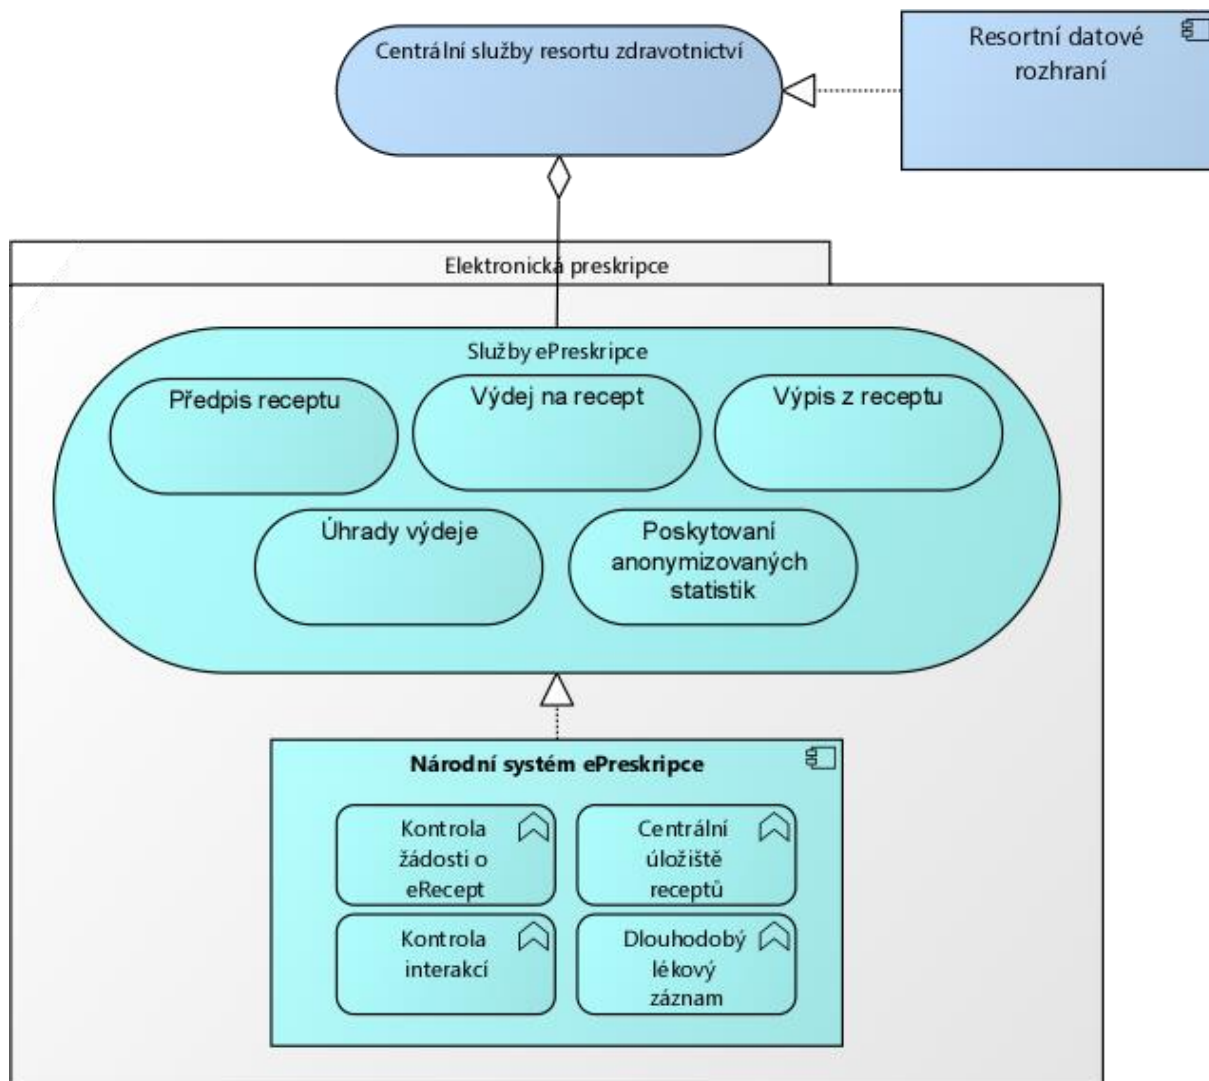 Centrální služby resortu zdravotnictví
Resortní datové
rozhraní
Elektronická preskripce
Služby ePreskripce
Předpis receptu
Výdej na recept
Výpis z receptu
Úhrady výdeje
Poskytovaní
anonymizovaných
statistik
Národní systém ePreskripce
Kontrola
žádosti o
eRecept
Centrální
úložiště
receptů
Kontrola
interakcí
Dlouhodobý
lékový
záznam